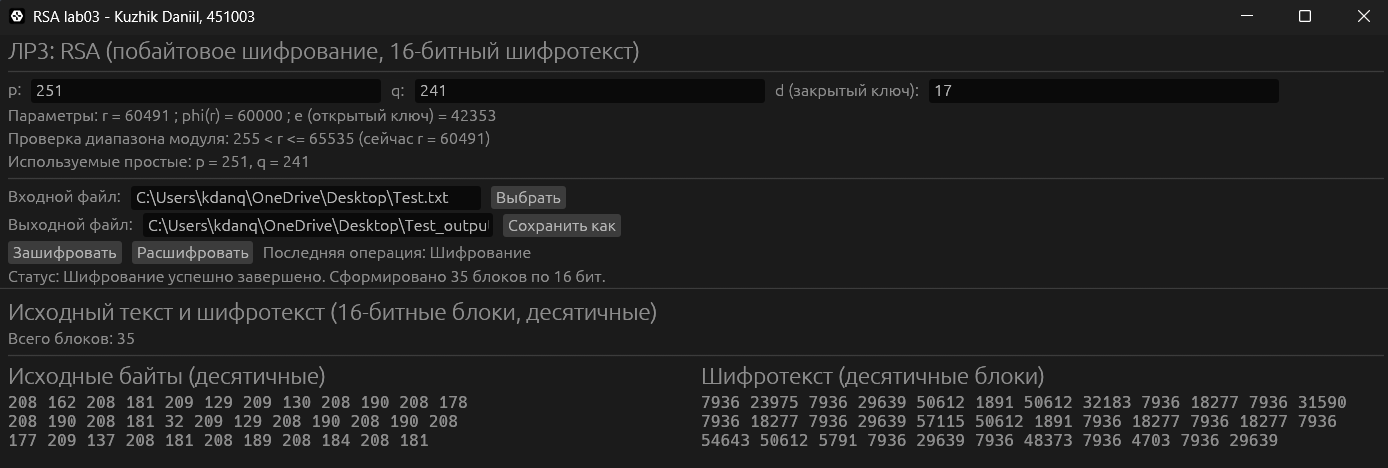 RSA lab03 - Kuzhik Daniil, 451003
ЛР3: RSA (побайтовое шифрование, 16-битный шифротекст)
p: 251 q: 241 d (закрытый ключ): 17
Параметры: r = 60491 ; phi(r) = 60000 ; e (открытый ключ) = 42353
Проверка диапазона модуля: 255 < r <= 65535 (сейчас r = 60491)
Используемые простые: p = 251, q = 241
Входной файл: C:\Users\kdanq\OneDrive\Desktop\Test.txt Выбрать
Выходной файл: C:\Users\kdanq\OneDrive\Desktop\Test_outpu Сохранить как
Зашифровать Расшифровать Последняя операция: Шифрование
Статус: Шифрование успешно завершено. Сформировано 35 блоков по 16 бит.
Исходный текст и шифротекст (16-битные блоки, десятичные)
Всего блоков: 35
Исходные байты (десятичные)
208 162 208 181 209 129 209 130 208 190 208 178
208 190 208 181 32 209 129 208 190 208 190 208
177 209 137 208 181 208 189 208 184 208 181
Шифротекст (десятичные блоки)
7936 23975 7936 29639 50612 1891 50612 32183 7936 18277 7936 31590
7936 18277 7936 29639 57115 50612 1891 7936 18277 7936 18277 7936
54643 50612 5791 7936 29639 7936 48373 7936 4703 7936 29639